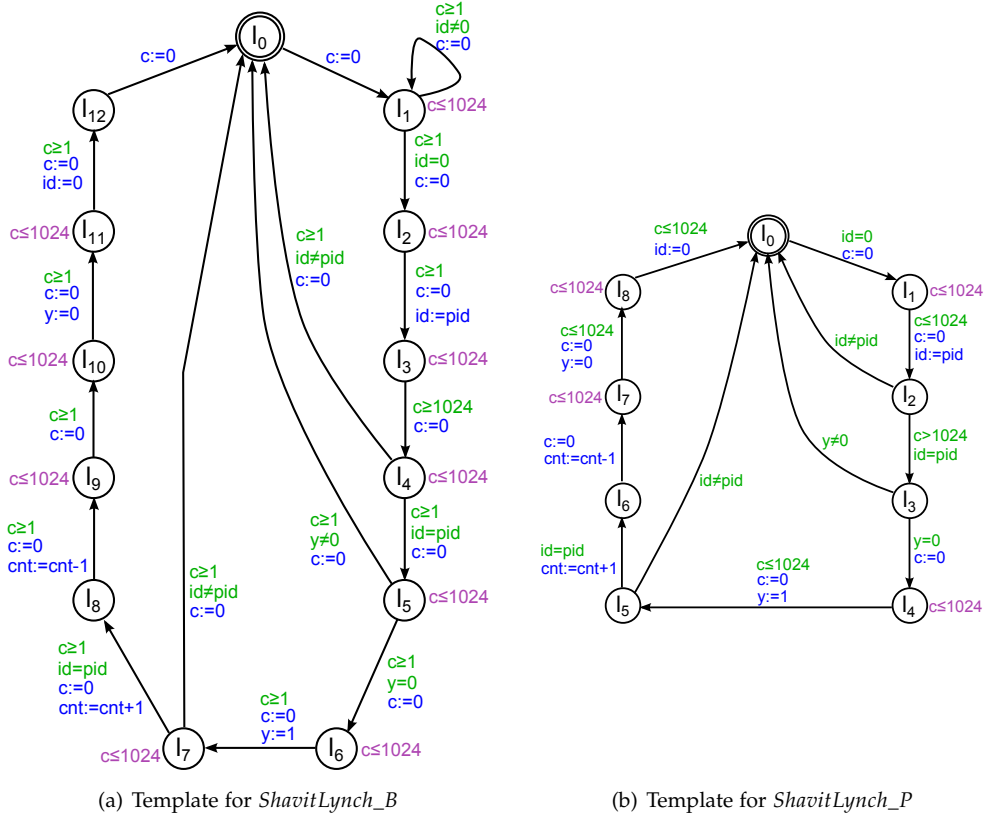 l0
c:=0
c:=0
c≥1
id≠0
c:=0
l1
c≤1024
c≥1
id=0
c:=0
l2
c≤1024
c≥1
c:=0
id:=pid
l3
c≤1024
c≥1024
c:=0
l4
c≤1024
c≥1
id≠pid
c:=0
c≥1
id=pid
c:=0
l5
c≤1024
c≥1
y≠0
c:=0
c≥1
y=0
c:=0
l6
c≤1024
c≥1
c:=0
y:=1
l7
c≤1024
c≥1
id≠pid
c:=0
c≥1
id=pid
c:=0
cnt:=cnt+1
l8
c≥1
c:=0
cnt:=cnt-1
l9
c≤1024
c≥1
c:=0
l10
c≤1024
c≥1
c:=0
y:=0
l11
c≤1024
c≥1
c:=0
id:=0
l12
(a) Template for ShavitLynch_B
l0
id=0
c:=0
l1
c≤1024
c≤1024
c:=0
id:=pid
l2
id≠pid
c>1024
id=pid
l3
y≠0
y=0
c:=0
l4
c≤1024
c≤1024
c:=0
y:=1
l5
id≠pid
id=pid
cnt:=cnt+1
l6
c:=0
cnt:=cnt-1
l7
c≤1024
c≤1024
c:=0
y:=0
l8
c≤1024
c≤1024
id:=0
(b) Template for ShavitLynch_P